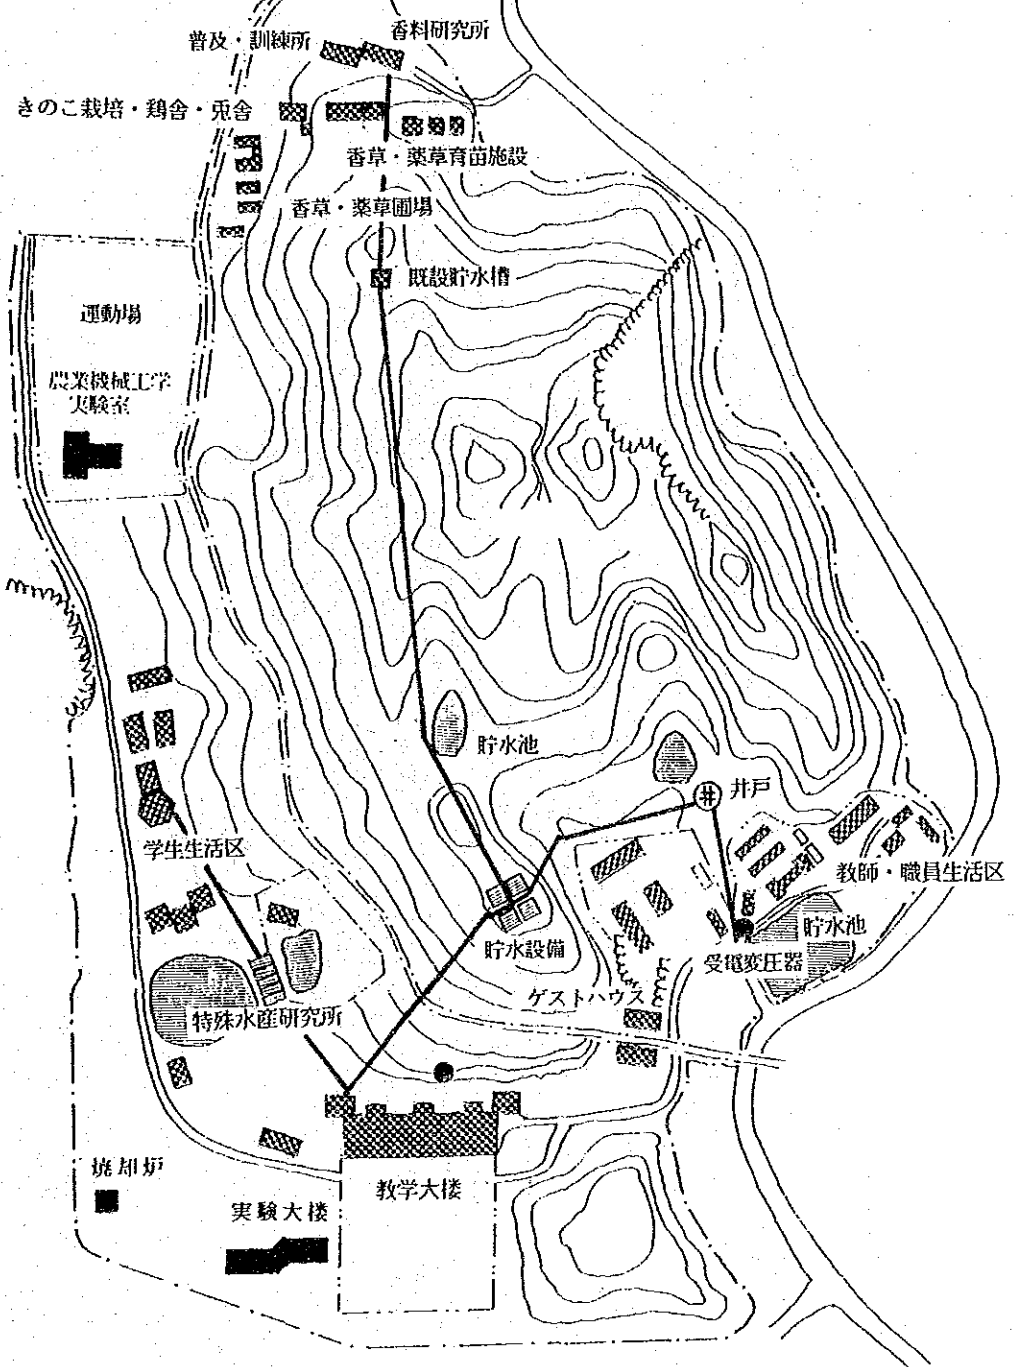 香料研究所
普及・訓練所
きのこ栽培・鶏舎・兎舎
香草・薬草育苗施設
香草・薬草圃場
既設貯水槽
運動場
農業機械工学
実験室
貯水池
井戸
学生生活区
教師・職員生活区
貯水池
貯水設備
受電変圧器
ゲストハウス
特殊水産研究所
焼却炉
教学大楼
実験大楼